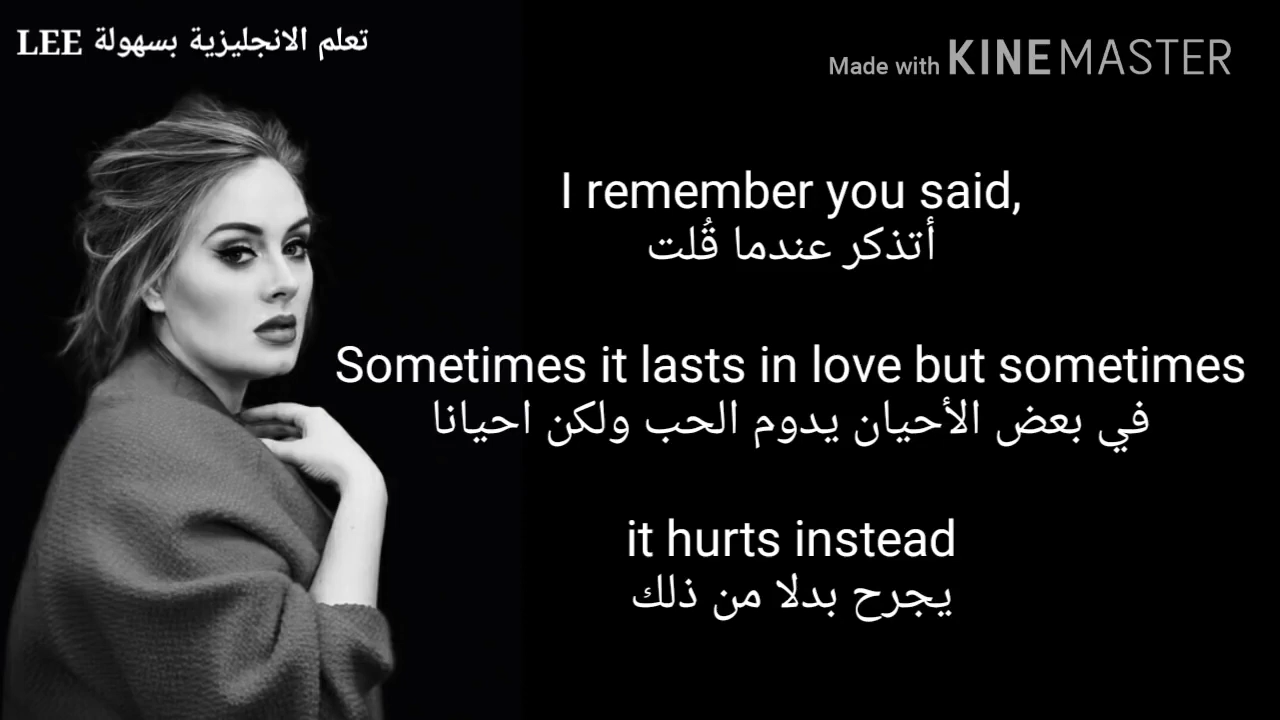 LEE تعلم الانجليزية بسهولة
Made with KINEMASTER
I remember you said,
أتذكر عندما قُلت
Sometimes it lasts in love but sometimes
في بعض الأحيان يدوم الحب ولكن احيانا
it hurts instead
يجرح بدلا من ذلك